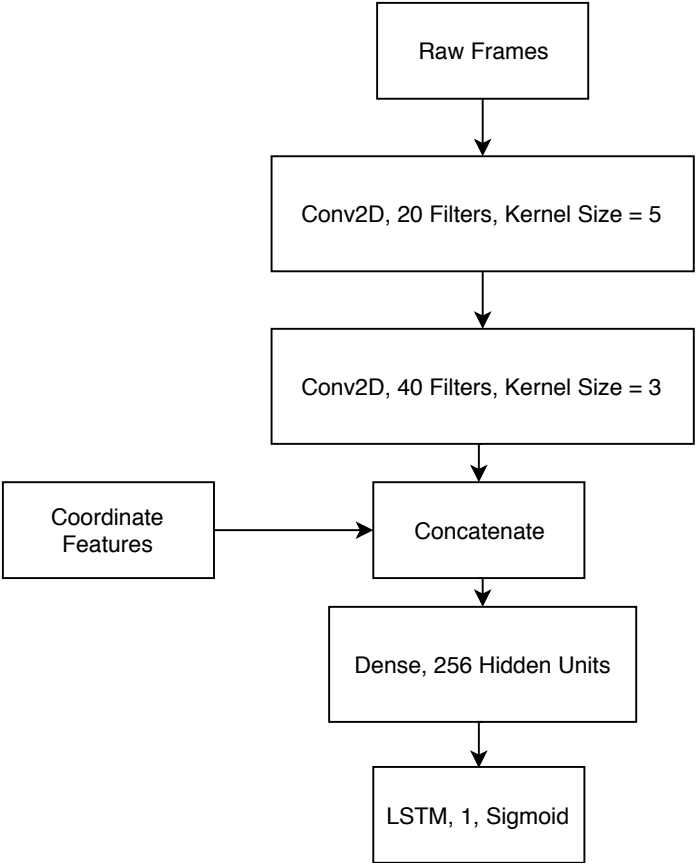 Raw Frames
Conv2D, 20 Filters, Kernel Size = 5
Conv2D, 40 Filters, Kernel Size = 3
Coordinate
Features
Concatenate
Dense, 256 Hidden Units
LSTM, 1, Sigmoid